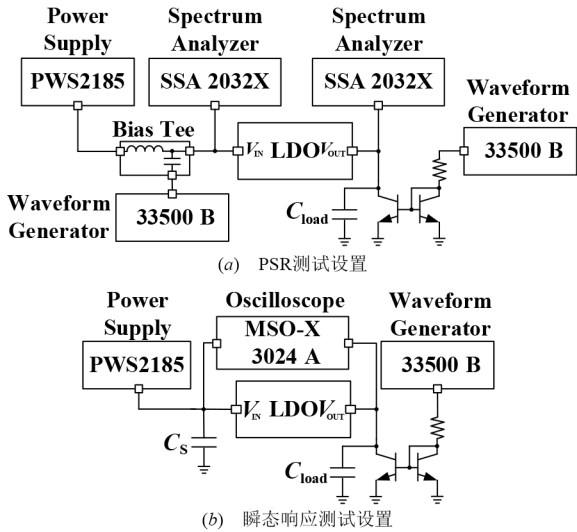 Power Supply
PWS2185
Spectrum Analyzer
SSA 2032X
Spectrum Analyzer
SSA 2032X
Waveform Generator
33500 B
Bias Tee
VIN LDO VOUT
Waveform Generator
33500 B
Cload
(a) PSR测试设置
Power Supply
PWS2185
Oscilloscope
MSO-X
3024 A
Waveform Generator
33500 B
VIN LDO VOUT
CS
Cload
(b) 瞬态响应测试设置